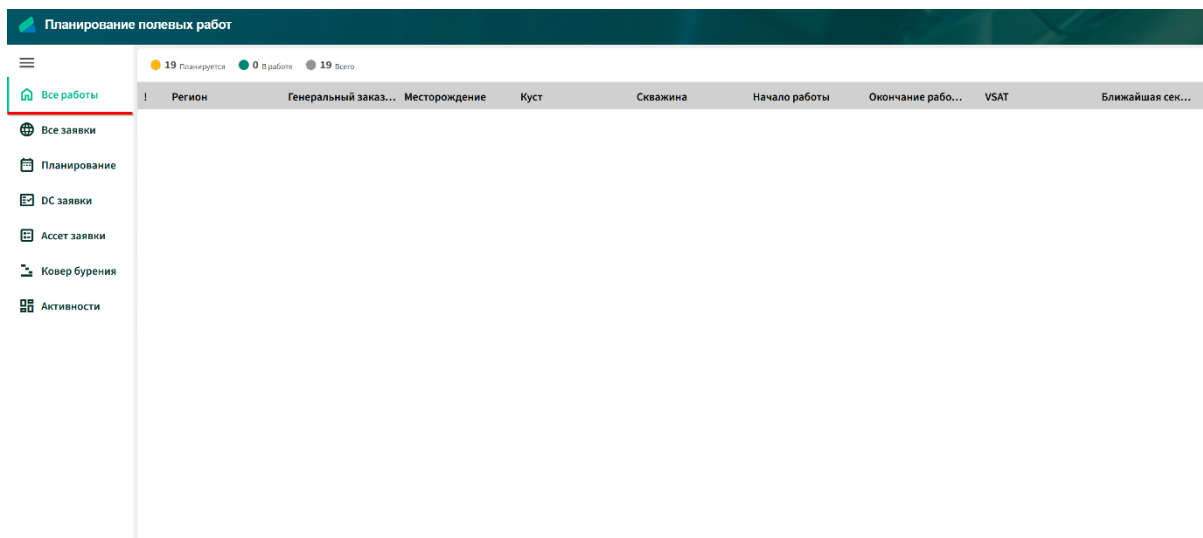 Планирование полевых работ
19 Планируется 0 В работе 19 Всего
Все работы
! Регион Генеральный заказ... Месторождение Куст Скважина Начало работы Окончание рабо... VSAT Ближайшая сек...
Все заявки
Планирование
DC заявки
Ассет заявки
Ковер бурения
Активности